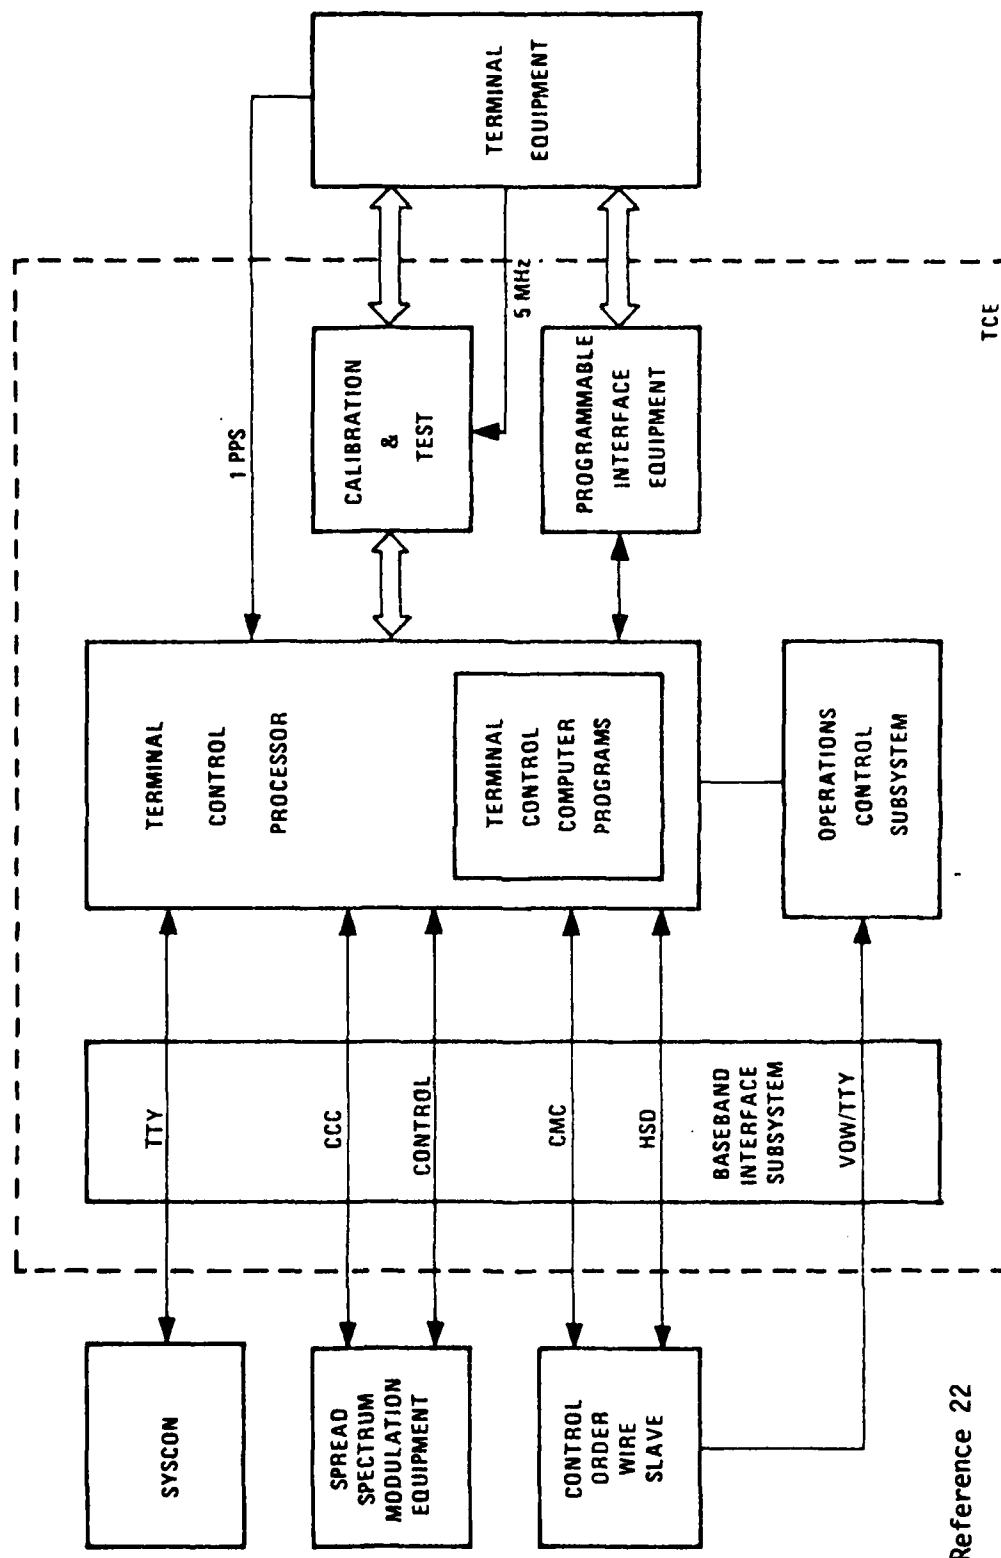 SYSCON
SPREAD
SPECTRUM
MODULATION
EQUIPMENT
CONTROL
ORDER
WIRE
SLAVE
TTY
CCC
CONTROL
CMC
HSD
BASEBAND
INTERFACE
SUBSYSTEM
VOW/TTY
TERMINAL
CONTROL
PROCESSOR
TERMINAL
CONTROL
COMPUTER
PROGRAMS
OPERATIONS
CONTROL
SUBSYSTEM
1 PPS
CALIBRATION
&
TEST
5 MHz
PROGRAMMABLE
INTERFACE
EQUIPMENT
TERMINAL
EQUIPMENT
TCE
Reference 22